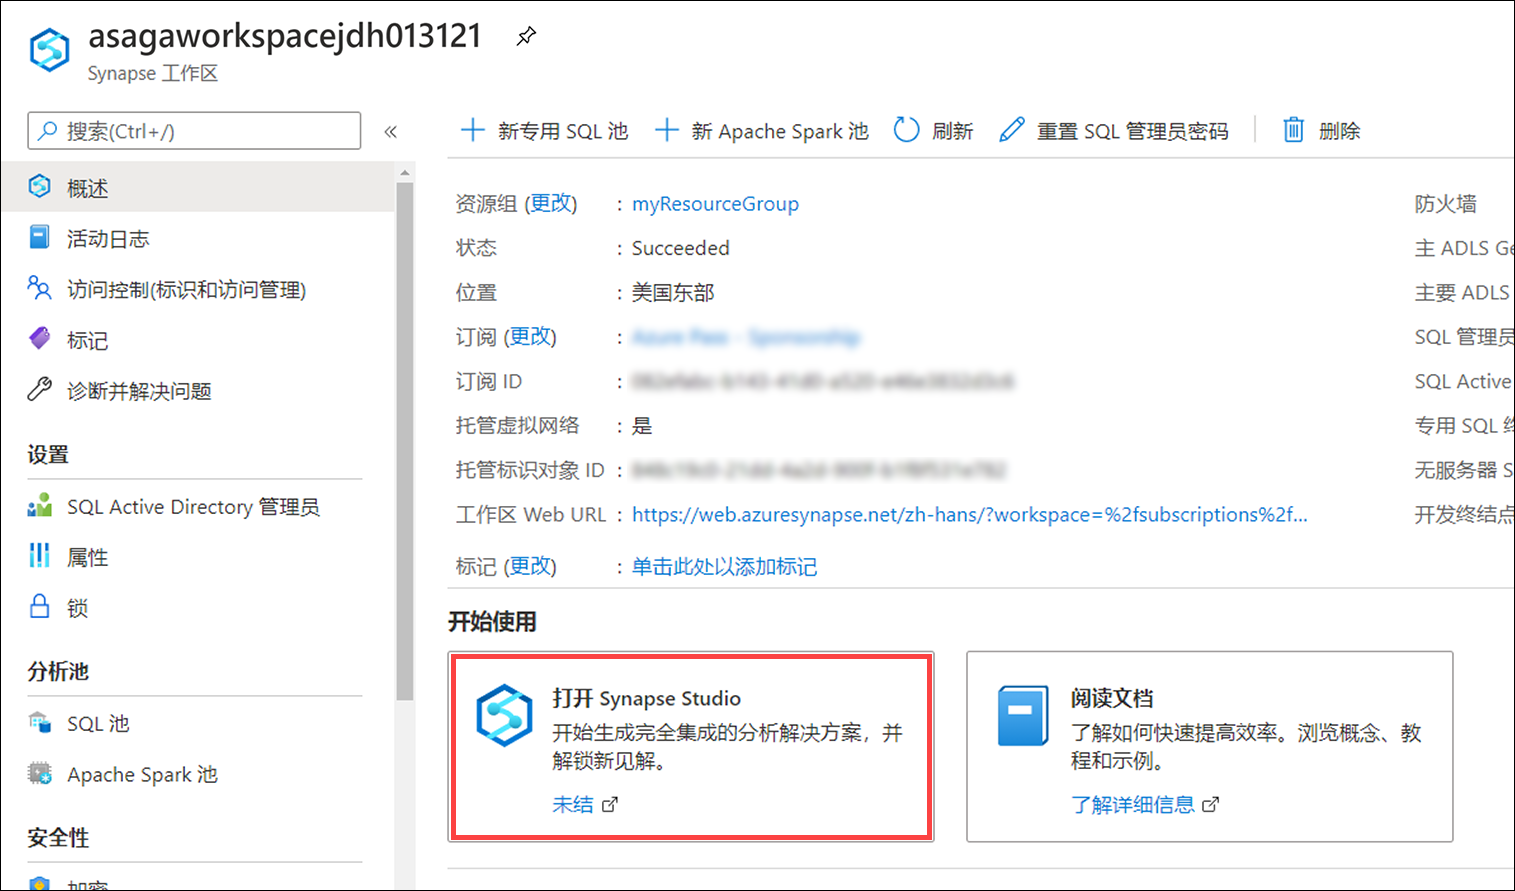 asagaworkspacejdh013121
Synapse 工作区
搜索(Ctrl+/)
«
新专用 SQL 池
新 Apache Spark 池
刷新
重置 SQL 管理员密码
删除
概述
活动日志
访问控制(标识和访问管理)
标记
诊断并解决问题
设置
SQL Active Directory 管理员
属性
锁
分析池
SQL 池
Apache Spark 池
安全性
加密
资源组 (更改) : myResourceGroup
状态 : Succeeded
位置 : 美国东部
订阅 (更改) :
订阅 ID :
托管虚拟网络 : 是
托管标识对象 ID :
工作区 Web URL : https://web.azuresynapse.net/zh-hans/?workspace=%2fsubscriptions%2f...
标记 (更改) : 单击此处以添加标记
防火墙
主 ADLS Ge
主要 ADLS
SQL 管理员
SQL Active
专用 SQL 终
无服务器 S
开发终结点
开始使用
打开 Synapse Studio
开始生成完全集成的分析解决方案，并
解锁新见解。
未结
阅读文档
了解如何快速提高效率。浏览概念、教
程和示例。
了解详细信息